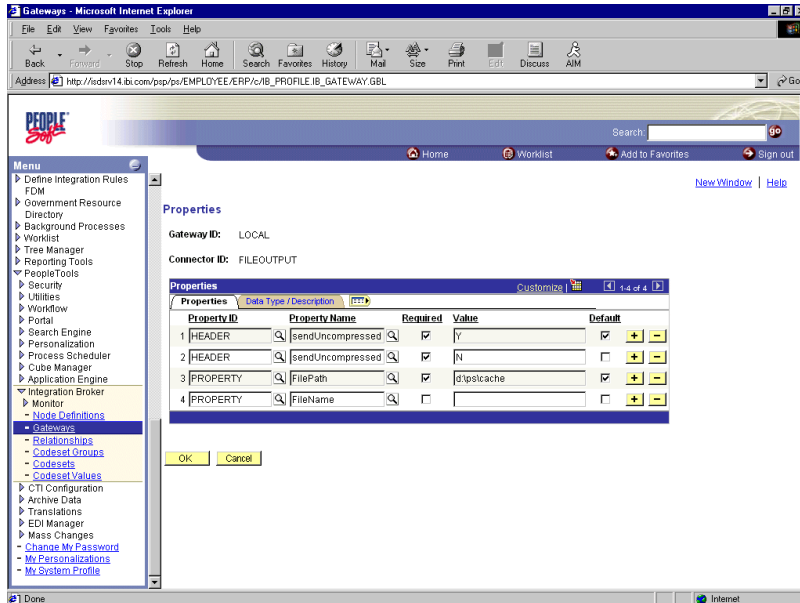 Gateways - Microsoft Internet Explorer
File Edit View Favorites Tools Help
Back Forward Stop Refresh Home Search Favorites History Mail Size Print Edit Discuss AIM
Address http://isdsrv14.ibi.com/psp/ps/EMPLOYEE/ERP/c/IB_PROFILE.IB_GATEWAY.GBL Go
PEOPLE Soft
Search: go
Home Worklist Add to Favorites Sign out
Menu
New Window | Help
Define Integration Rules
FDM
Government Resource
Directory
Background Processes
Worklist
Tree Manager
Reporting Tools
PeopleTools
Security
Utilities
Workflow
Portal
Search Engine
Personalization
Process Scheduler
Cube Manager
Application Engine
Integration Broker
Monitor
- Node Definitions
- Gateways
- Relationships
- Codeset Groups
- Codesets
- Codeset Values
CTI Configuration
Archive Data
Translations
EDI Manager
Mass Changes
- Change My Password
- My Personalizations
- My System Profile
Properties
Gateway ID: LOCAL
Connector ID: FILEOUTPUT
Properties Customize | 1-4 of 4
Properties Data Type / Description
Property ID Property Name Required Value Default
1 HEADER sendUncompressed Y + -
2 HEADER sendUncompressed N + -
3 PROPERTY FilePath d:\ps\cache + -
4 PROPERTY FileName + -
OK Cancel
Done Internet